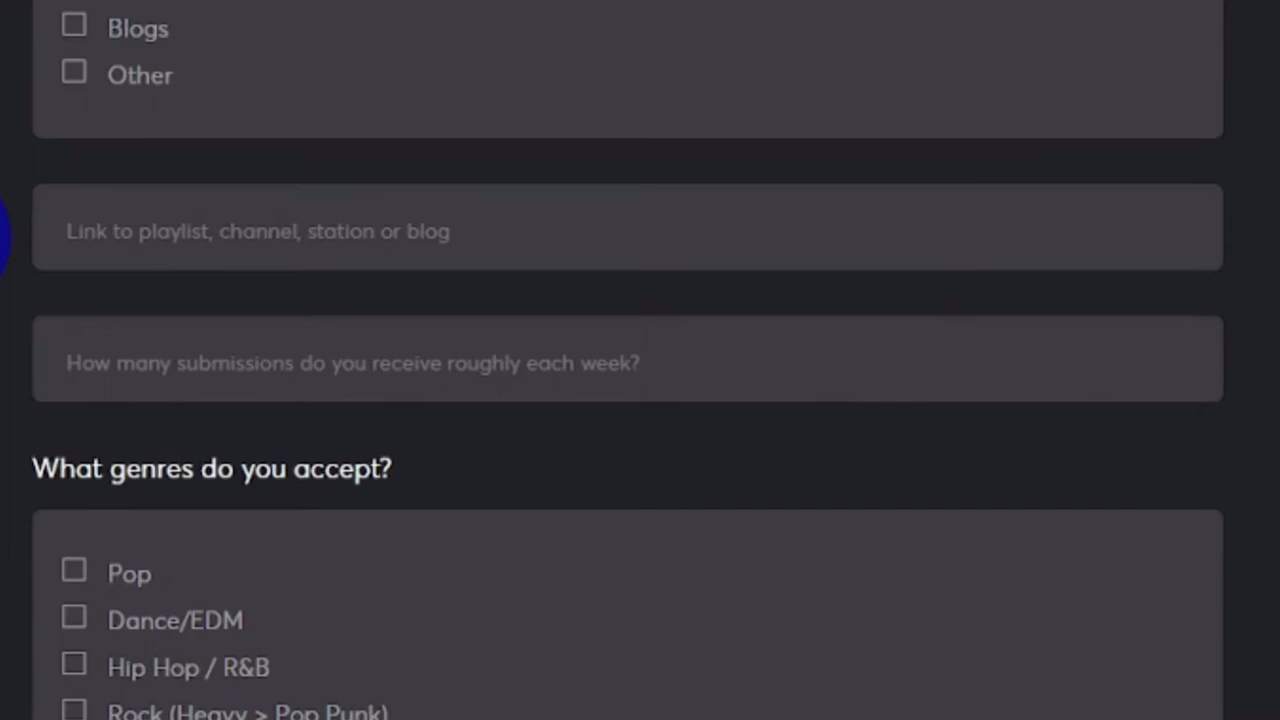 Blogs
Other
Link to playlist, channel, station or blog
How many submissions do you receive roughly each week?
What genres do you accept?
Pop
Dance/EDM
Hip Hop / R&B
Rock (Heavy > Pop Punk)